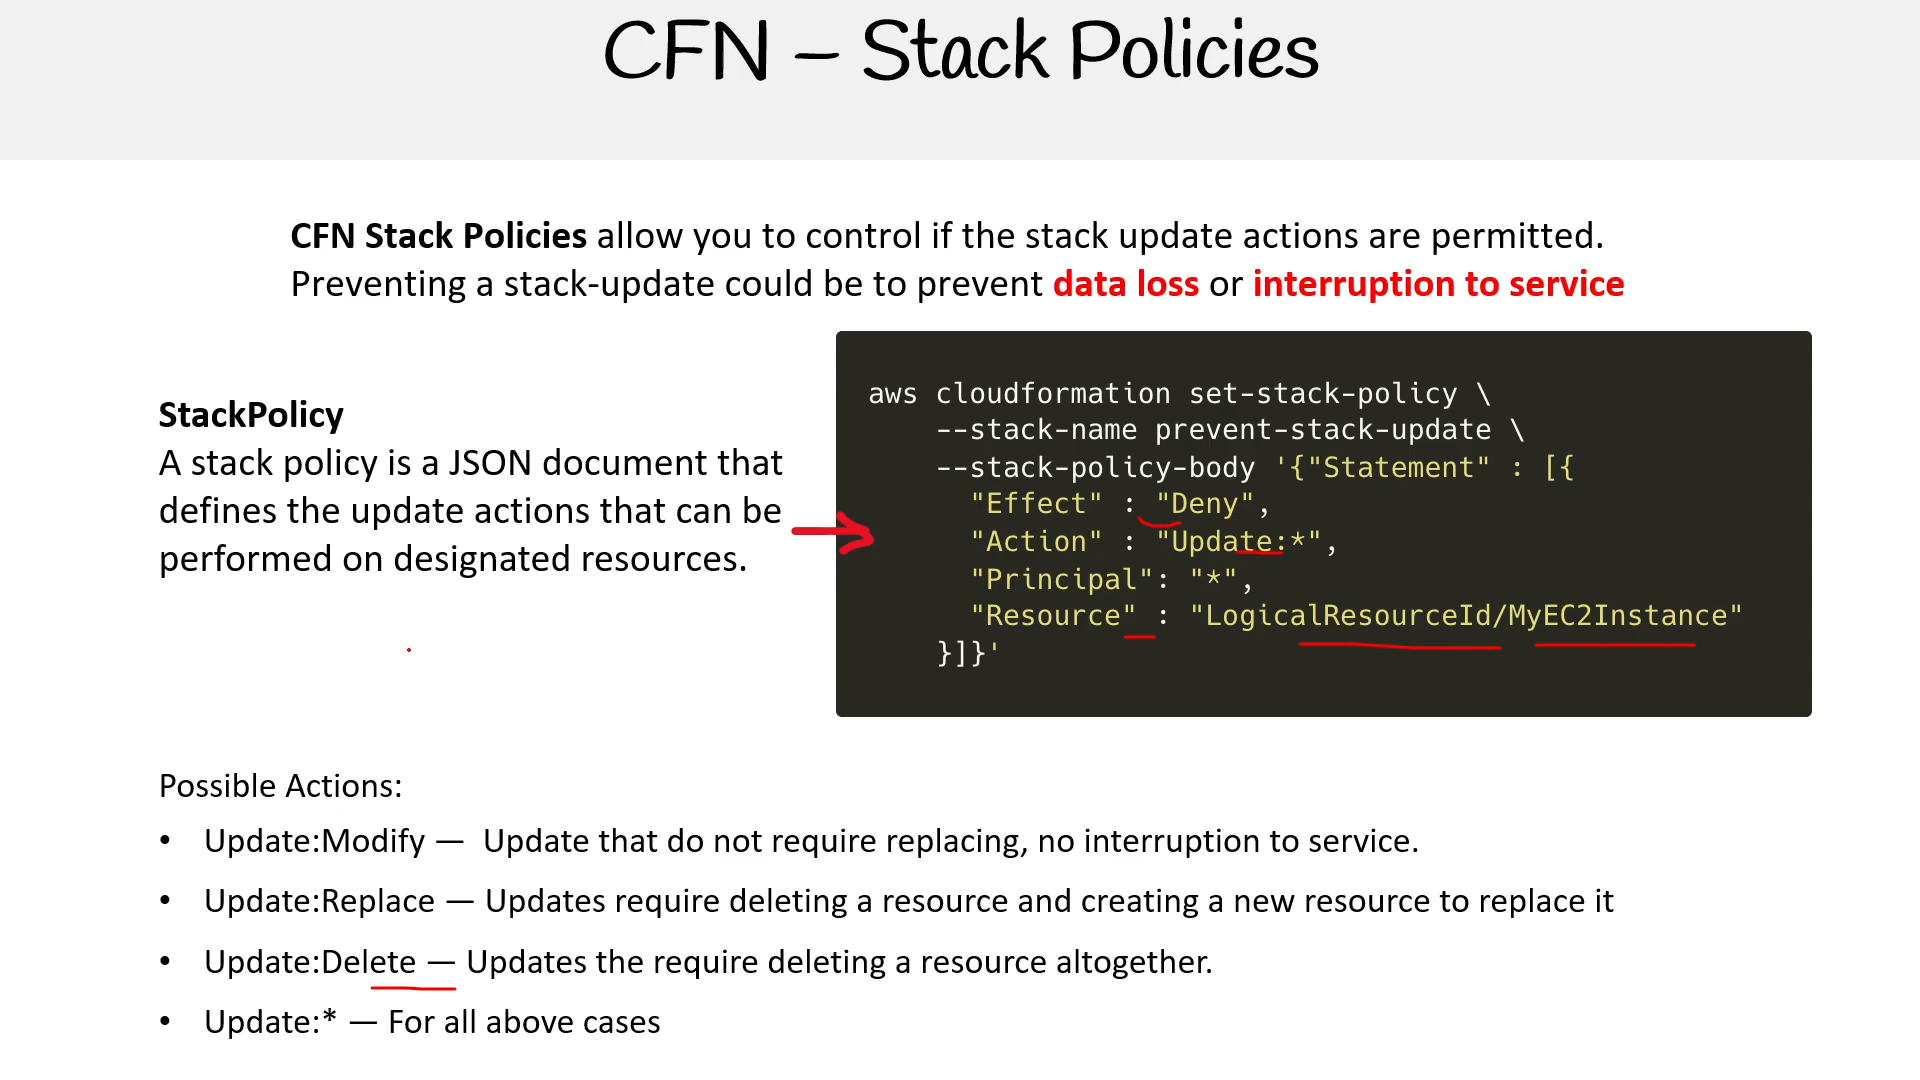 CFN – Stack Policies
CFN Stack Policies allow you to control if the stack update actions are permitted.
Preventing a stack-update could be to prevent data loss or interruption to service
StackPolicy
A stack policy is a JSON document that
defines the update actions that can be
performed on designated resources.
aws cloudformation set-stack-policy \
--stack-name prevent-stack-update \
--stack-policy-body '{"Statement" : [{
"Effect" : "Deny",
"Action" : "Update:*",
"Principal": "*",
"Resource" : "LogicalResourceId/MyEC2Instance"
}]}'
Possible Actions:
• Update:Modify — Update that do not require replacing, no interruption to service.
• Update:Replace — Updates require deleting a resource and creating a new resource to replace it
• Update:Delete — Updates the require deleting a resource altogether.
• Update:* — For all above cases